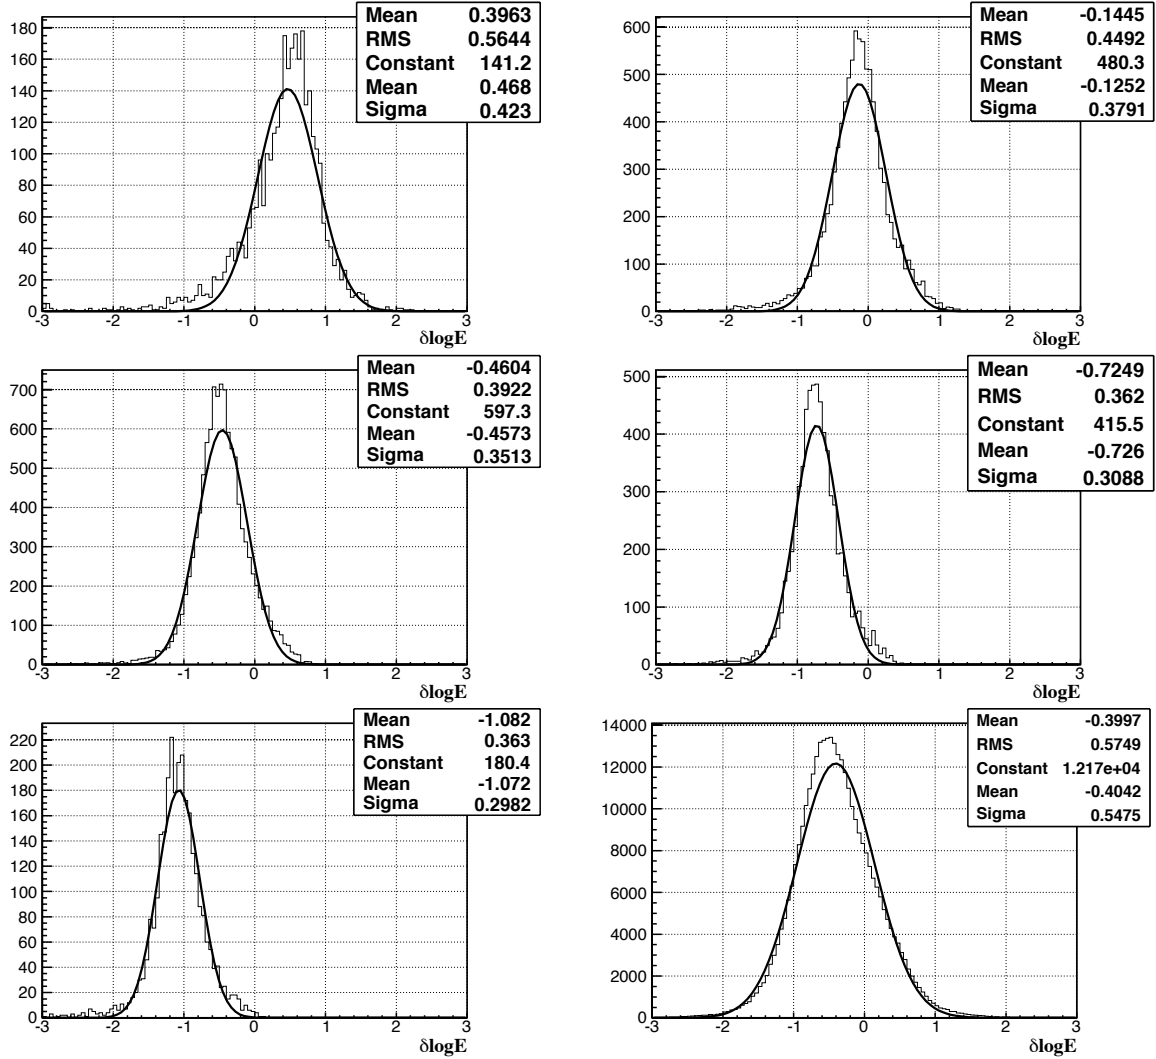 Mean 0.3963
RMS 0.5644
Constant 141.2
Mean 0.468
Sigma 0.423
180
160
140
120
100
80
60
40
20
0
-3 -2 -1 0 1 2 3
δlogE
Mean -0.1445
RMS 0.4492
Constant 480.3
Mean -0.1252
Sigma 0.3791
600
500
400
300
200
100
0
-3 -2 -1 0 1 2 3
δlogE
Mean -0.4604
RMS 0.3922
Constant 597.3
Mean -0.4573
Sigma 0.3513
700
600
500
400
300
200
100
0
-3 -2 -1 0 1 2 3
δlogE
Mean -0.7249
RMS 0.362
Constant 415.5
Mean -0.726
Sigma 0.3088
500
400
300
200
100
0
-3 -2 -1 0 1 2 3
δlogE
Mean -1.082
RMS 0.363
Constant 180.4
Mean -1.072
Sigma 0.2982
220
200
180
160
140
120
100
80
60
40
20
0
-3 -2 -1 0 1 2 3
δlogE
Mean -0.3997
RMS 0.5749
Constant 1.217e+04
Mean -0.4042
Sigma 0.5475
14000
12000
10000
8000
6000
4000
2000
0
-3 -2 -1 0 1 2 3
δlogE